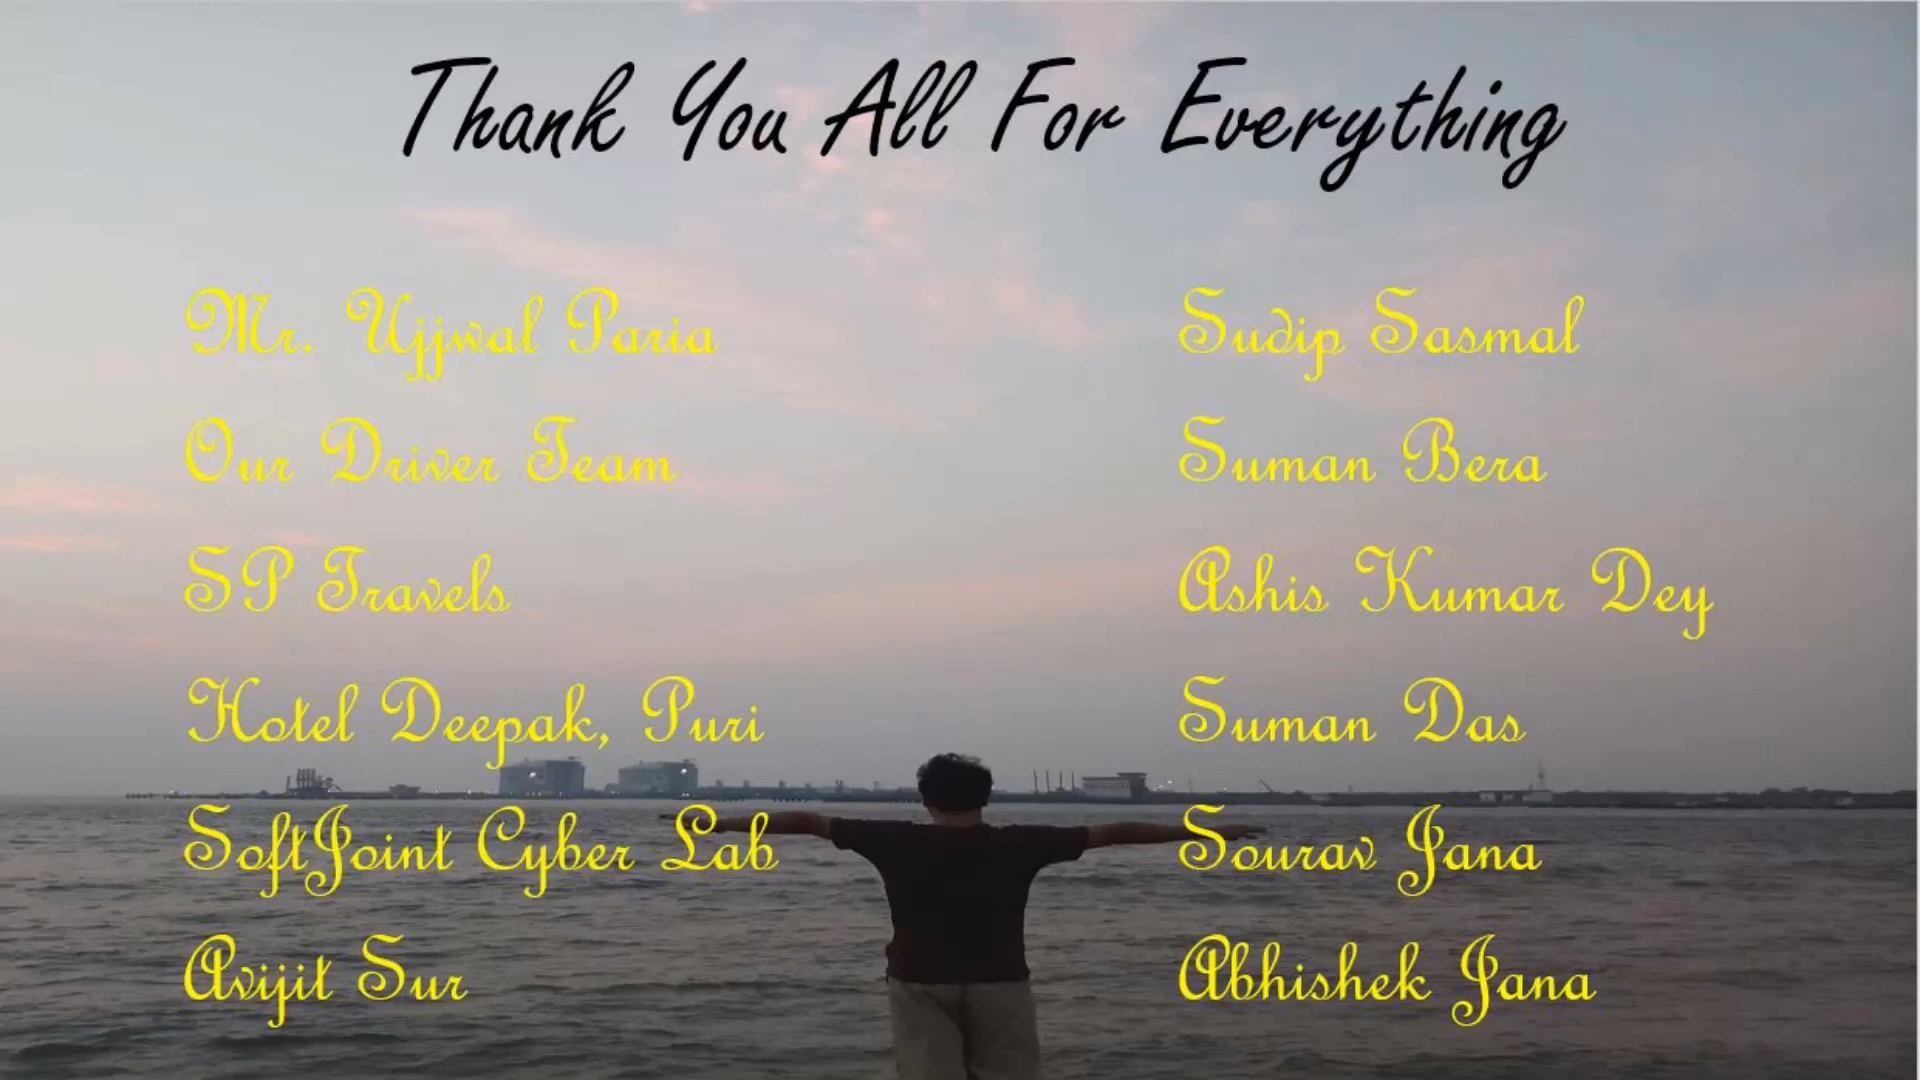 Thank You All For Everything
Mr. Ujjwal Paria
Our Driver Team
SP Travels
Hotel Deepak, Puri
SoftJoint Cyber Lab
Avijit Sur
Sudip Sasmal
Suman Bera
Ashis Kumar Dey
Suman Das
Sourav Jana
Abhishek Jana